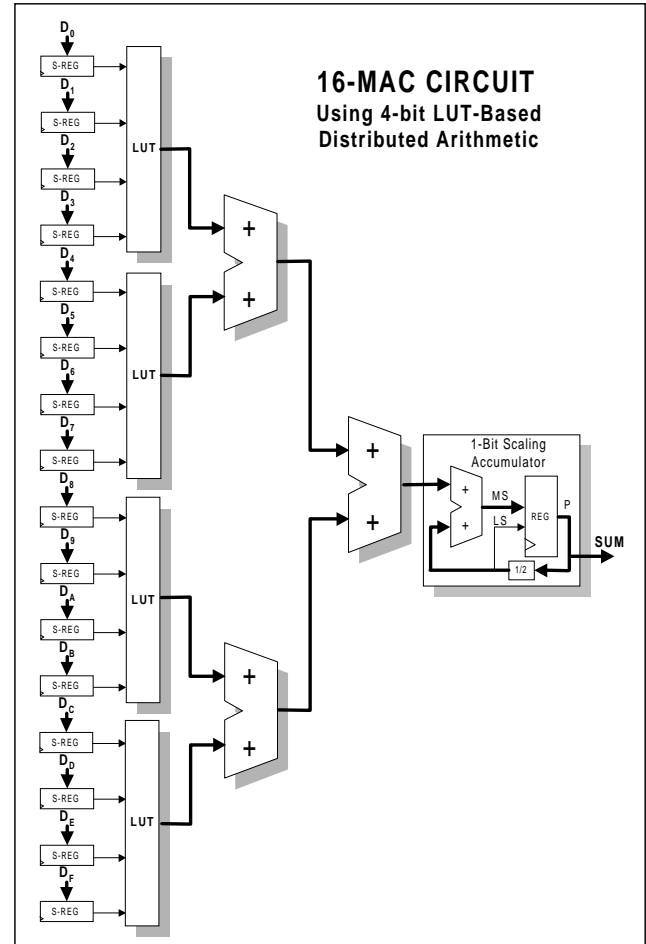 16-MAC CIRCUIT
Using 4-bit LUT-Based
Distributed Arithmetic
D0
S-REG
D1
S-REG
D2
S-REG
D3
S-REG
LUT
D4
S-REG
D5
S-REG
D6
S-REG
D7
S-REG
LUT
D8
S-REG
D9
S-REG
DA
S-REG
DB
S-REG
LUT
DC
S-REG
DD
S-REG
DE
S-REG
DF
S-REG
LUT
+
+
+
+
+
+
1-Bit Scaling
Accumulator
+
+
MS
LS
REG
P
1/2
SUM